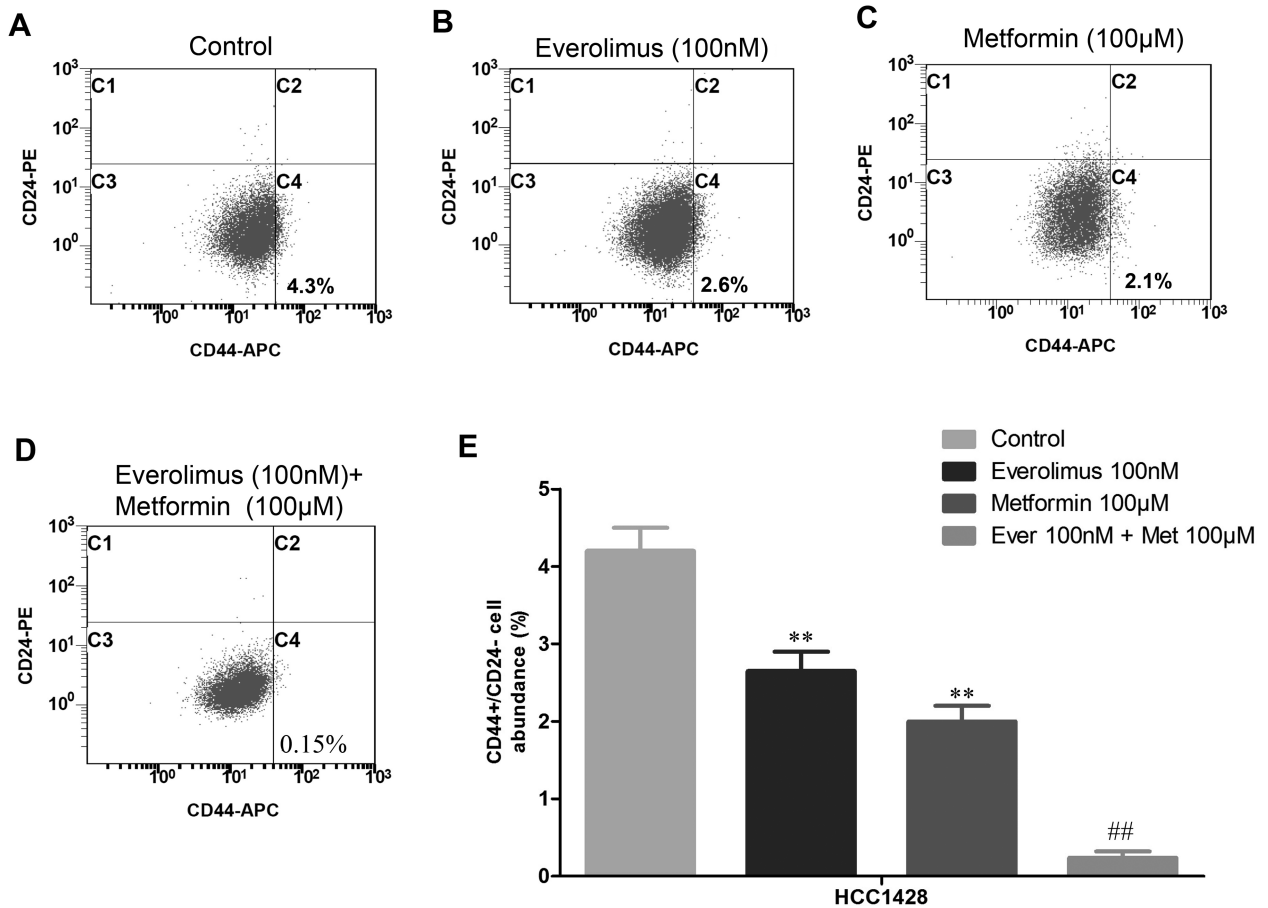 A
Control
10³
10²
10¹
10⁰
CD24-PE
C1
C2
C3
C4
4.3%
10⁰
10¹
10²
10³
CD44-APC
B
Everolimus (100nM)
10³
10²
10¹
10⁰
CD24-PE
C1
C2
C3
C4
2.6%
10⁰
10¹
10²
10³
CD44-APC
C
Metformin (100μM)
10³
10²
10¹
10⁰
CD24-PE
C1
C2
C3
C4
2.1%
10⁰
10¹
10²
10³
CD44-APC
D
Everolimus (100nM)+
Metformin (100μM)
10³
10²
10¹
10⁰
CD24-PE
C1
C2
C3
C4
0.15%
10⁰
10¹
10²
10³
CD44-APC
E
Control
Everolimus 100nM
Metformin 100μM
Ever 100nM + Met 100μM
CD44+/CD24- cell
abundance (%)
5
4
3
2
1
0
**
**
##
HCC1428